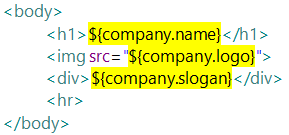 <body>
<h1>${company.name}</h1>
<img src="${company.logo}">
<div>${company.slogan}</div>
<hr>
</body>